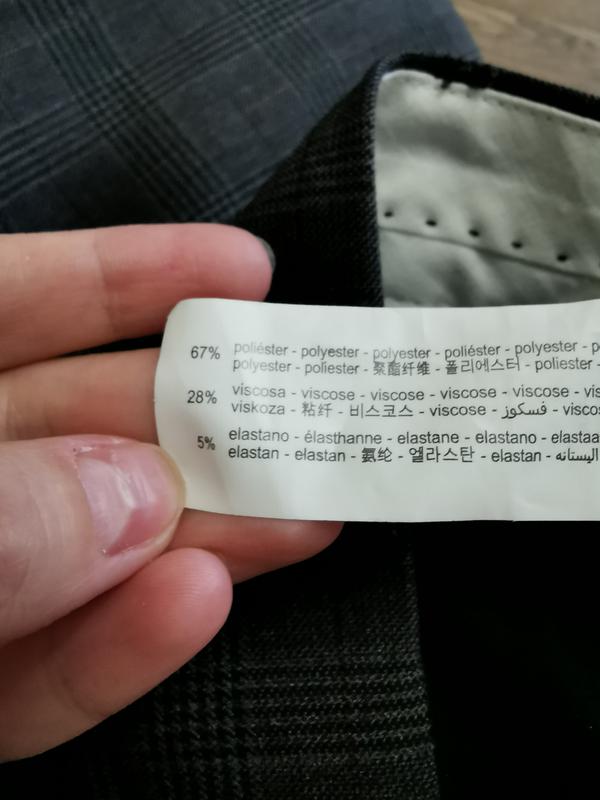 67% poliéster - polyester - polyester - poliéster - polyester -
polyester - poliester - 聚酯纤维 - 폴리에스터 - poliester -
28% viscosa - viscose - viscose - viscose - viscose -
viskoza - 粘纤 - 비스코스 - viscose - فسكوز -
5% elastano - élasthanne - elastane - elastano -
elastan - elastan - 氨纶 - 엘라스탄 - elastan - اليستانه